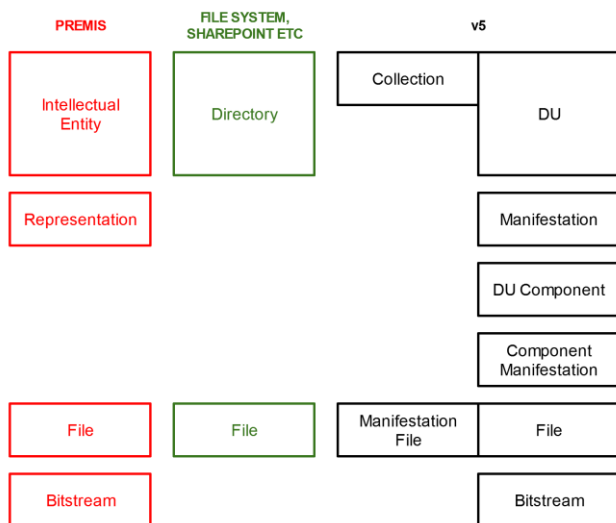 PREMIS
FILE SYSTEM,
SHAREPOINT ETC
v5
Intellectual
Entity
Directory
Collection
DU
Representation
Manifestation
DU Component
Component
Manifestation
File
File
Manifestation
File
File
Bitstream
Bitstream